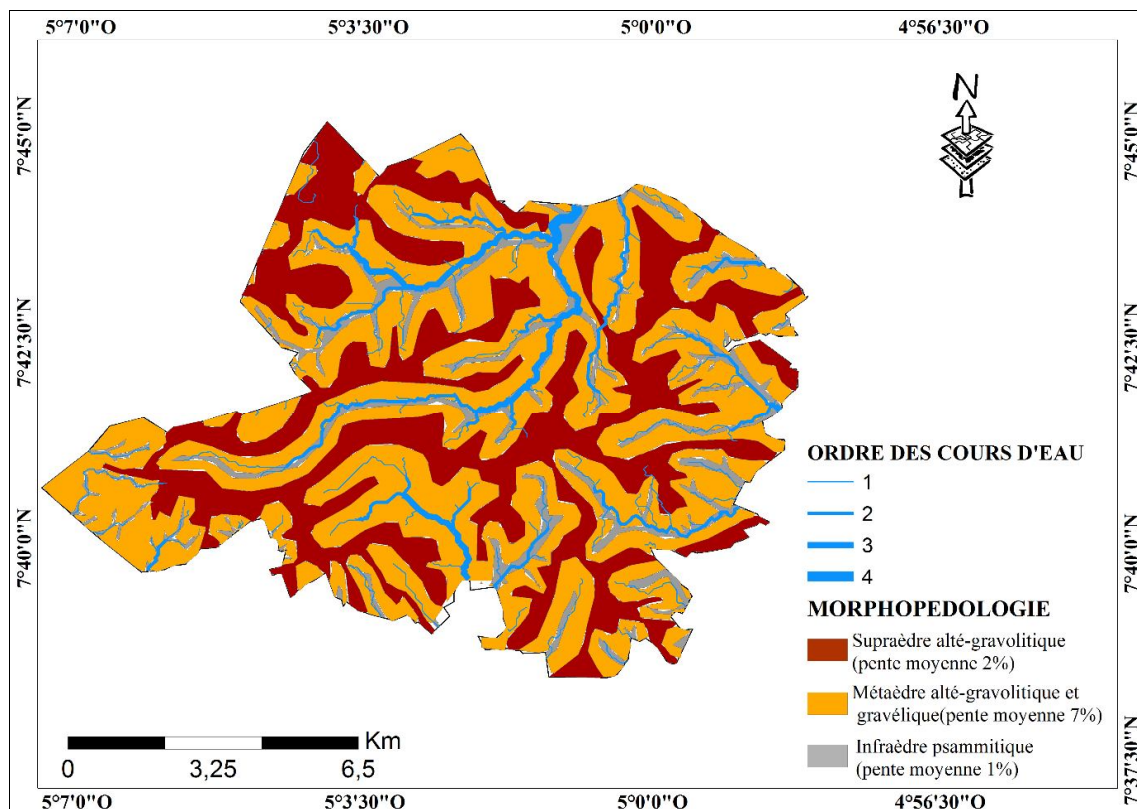 5°7'0"O 5°3'30"O 5°0'0"O 4°56'30"O
N
7°45'0"N 7°45'0"N
7°42'30"N 7°42'30"N
7°40'0"N 7°40'0"N
7°37'30"N
ORDRE DES COURS D'EAU
1
2
3
4
MORPHOPEDOLOGIE
Supraèdre alté-gravolitique
(pente moyenne 2%)
Métaèdre alté-gravolitique et
gravélique(pente moyenne 7%)
Infraèdre psammitique
(pente moyenne 1%)
Km
0 3,25 6,5
5°7'0"O 5°3'30"O 5°0'0"O 4°56'30"O